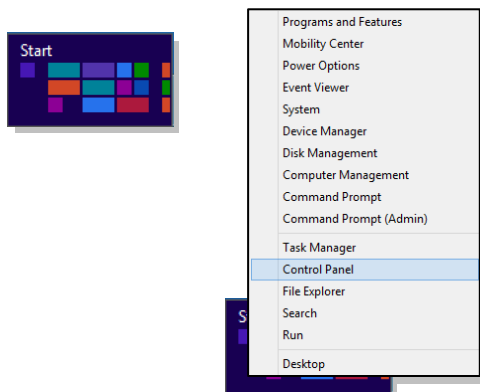 Start
Programs and Features
Mobility Center
Power Options
Event Viewer
System
Device Manager
Disk Management
Computer Management
Command Prompt
Command Prompt (Admin)
Task Manager
Control Panel
File Explorer
Search
Run
Desktop
S